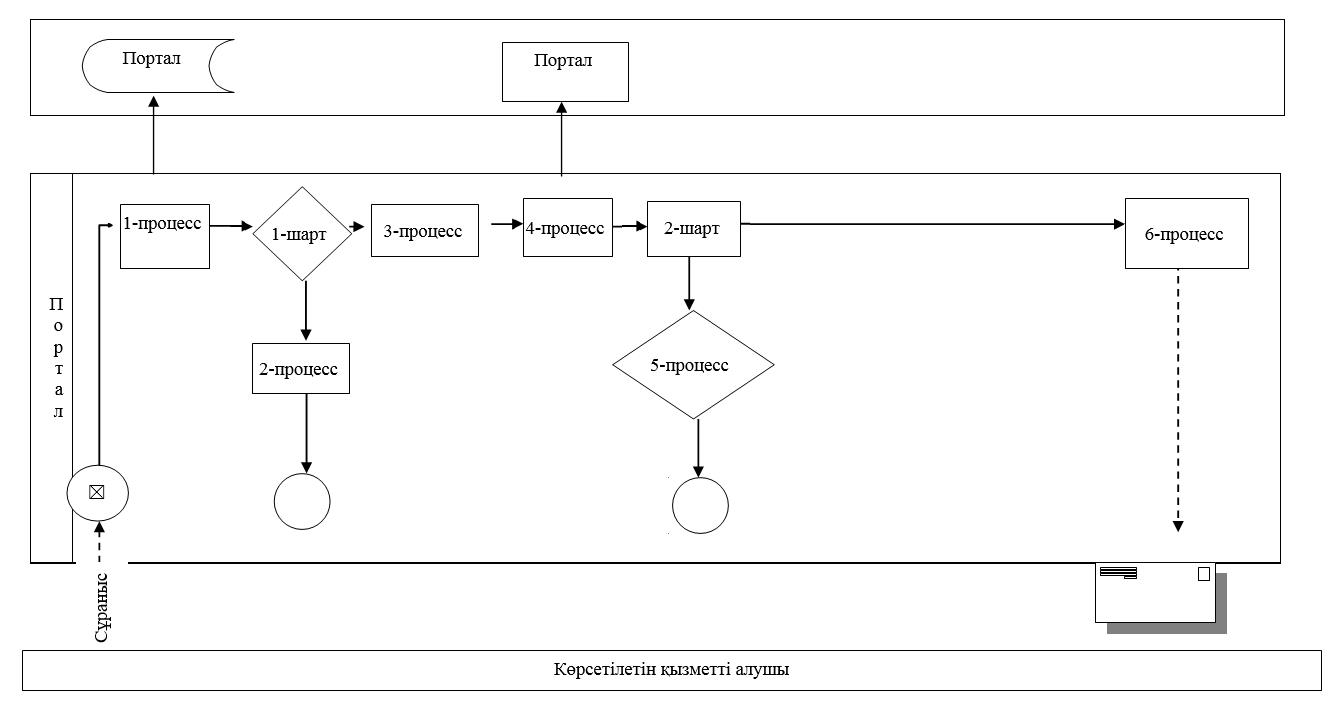 Портал
Портал
1-процесс
1-шарт
3-процесс
4-процесс
2-шарт
6-процесс
Портал
2-процесс
5-процесс
Сұраныс
Көрсетілетін қызметті алушы